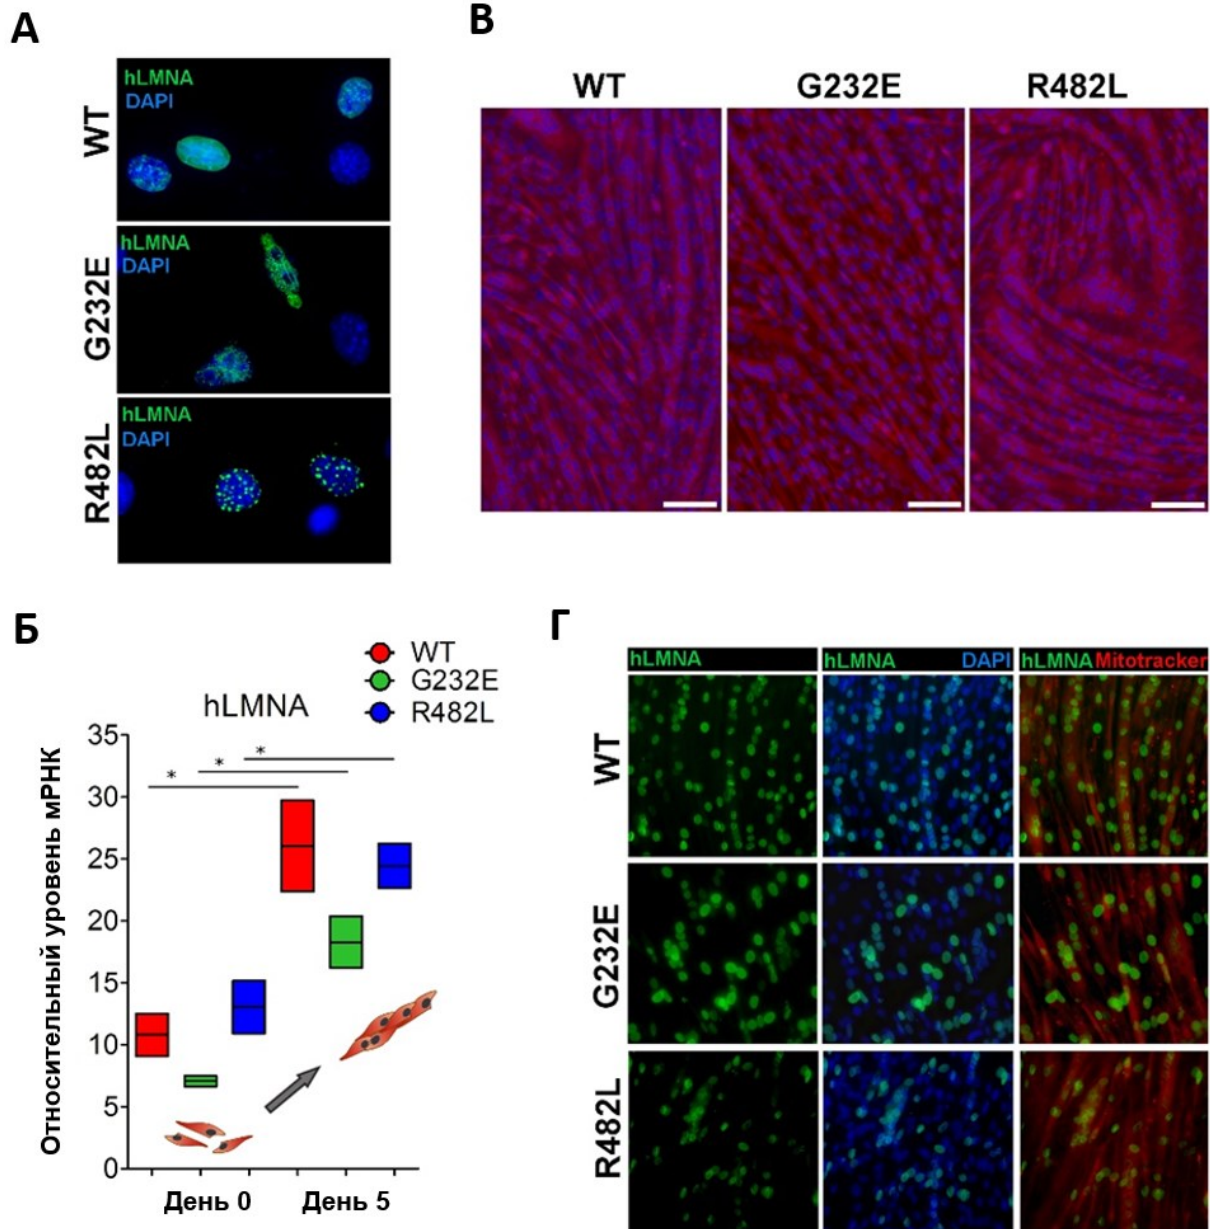 А
hLMNA
DAPI
WT
hLMNA
DAPI
G232E
hLMNA
DAPI
R482L
В
WT G232E R482L
Б
WT
G232E
R482L
hLMNA
Относительный уровень мРНК
35
30
25
20
15
10
5
0
* * *
День 0 День 5
Г
hLMNA hLMNA DAPI hLMNA Mitotracker
WT
G232E
R482L